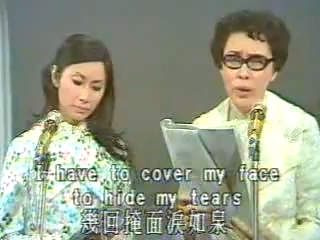 I have to cover my face
to hide my tears
幾回掩面淚如泉